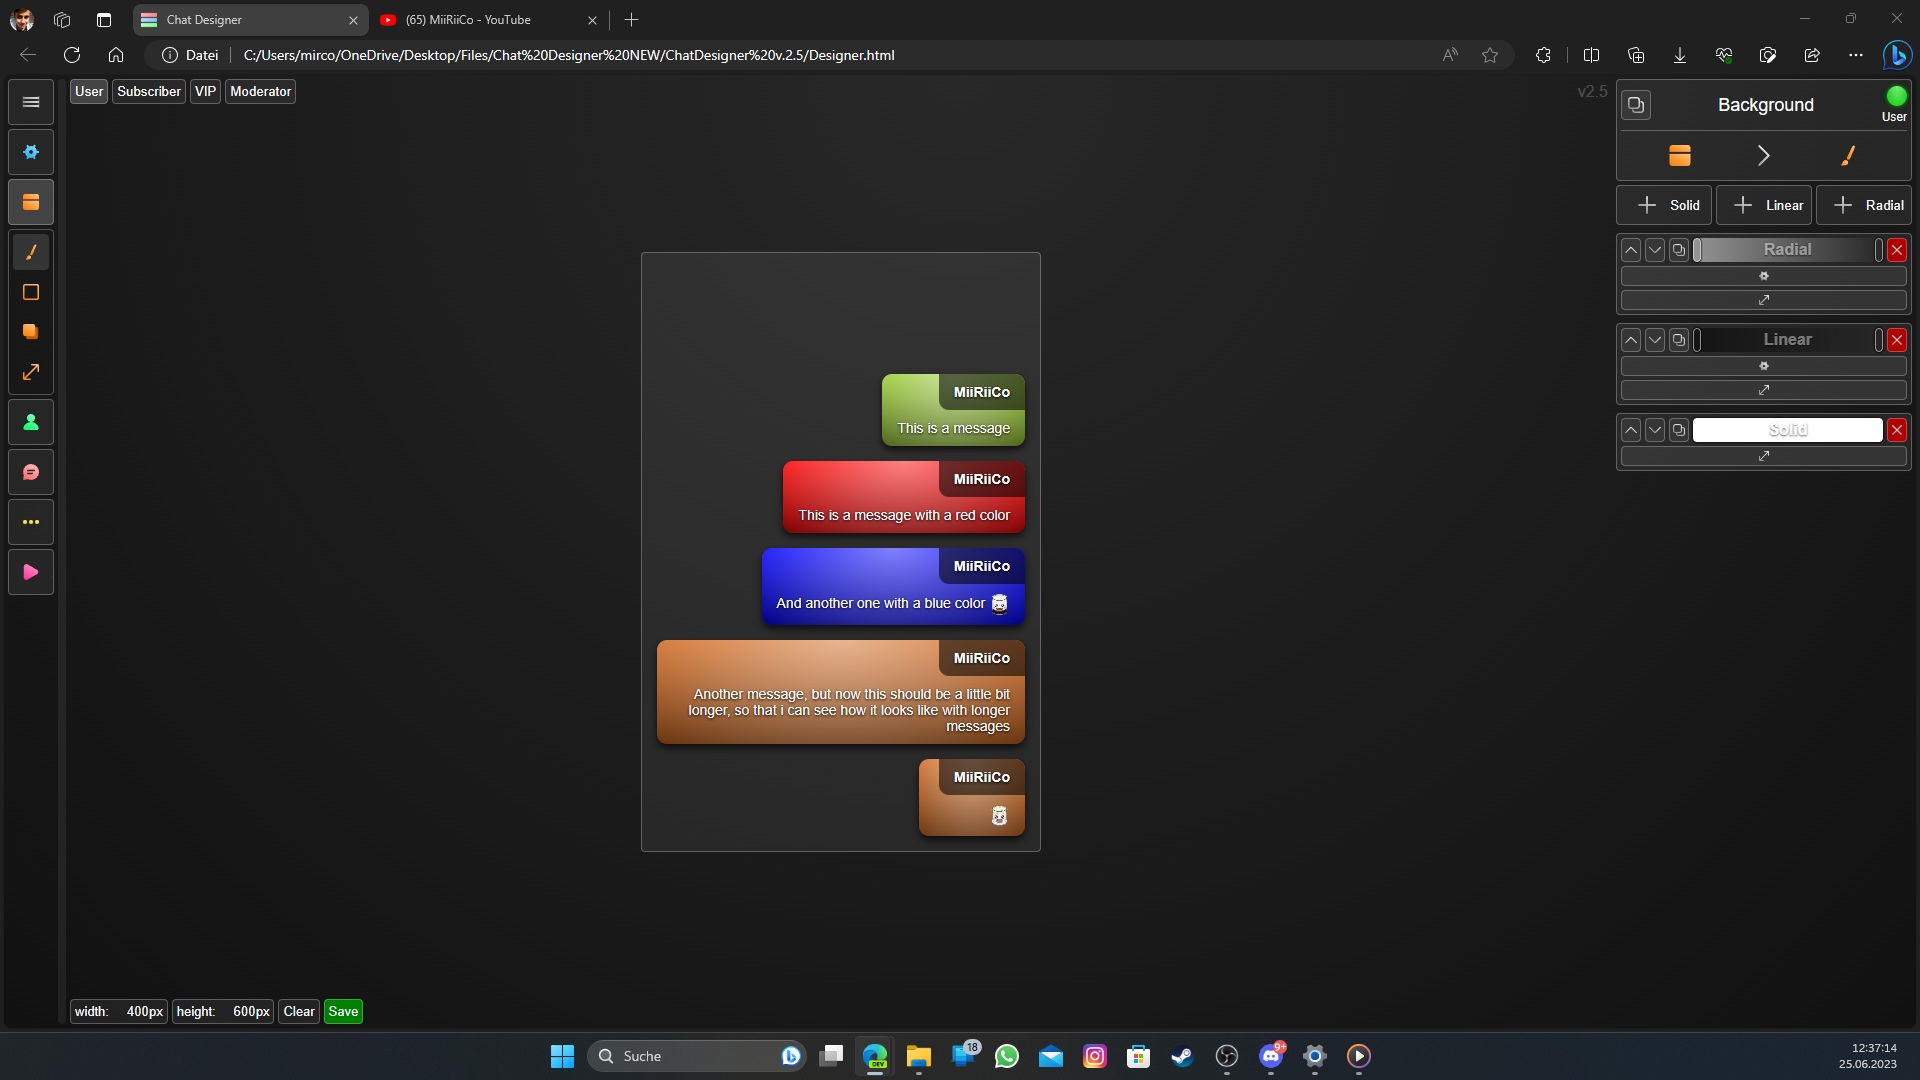 Chat Designer
(65) MiiRiiCo - YouTube
Datei
C:/Users/mirco/OneDrive/Desktop/Files/Chat%20Designer%20NEW/ChatDesigner%20v.2.5/Designer.html
User
Subscriber
VIP
Moderator
v2.5
Background
User
Solid
Linear
Radial
Radial
Linear
Solid
MiiRiiCo
This is a message
MiiRiiCo
This is a message with a red color
MiiRiiCo
And another one with a blue color
MiiRiiCo
Another message, but now this should be a little bit
longer, so that i can see how it looks like with longer
messages
MiiRiiCo
width: 400px
height: 600px
Clear
Save
Suche
DEV
18
9+
12:37:14
25.06.2023